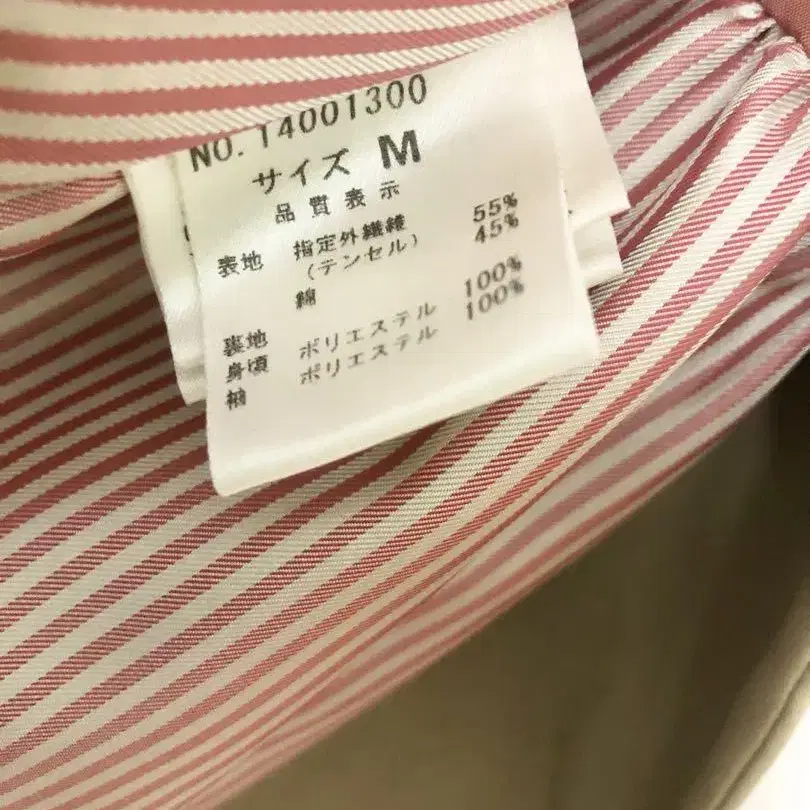 NO.14001300
サイズ M
品質表示
表地 指定外繊維 55%
(テンセル) 45%
綿
裏地
身頃 ポリエステル 100%
袖 ポリエステル 100%